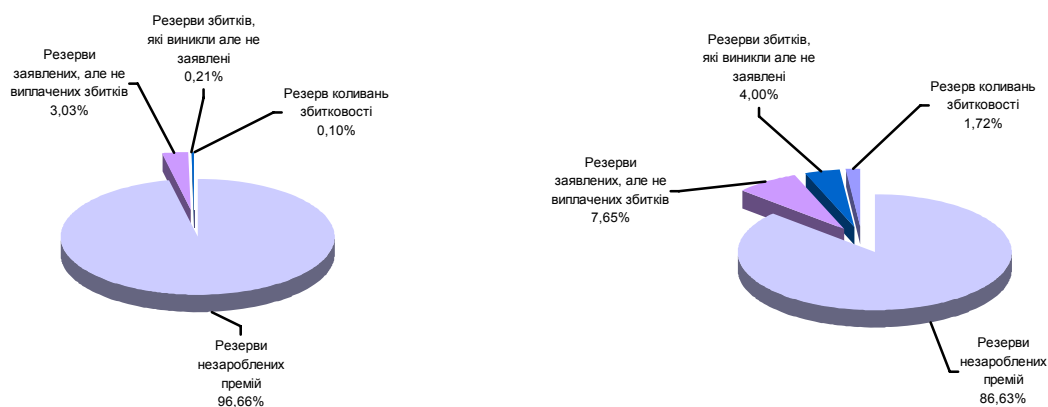 Резерви збитків,
які виникли але не
заявлені
0,21%
Резерви
заявлених, але не
виплачених збитків
3,03%
Резерв коливань
збитковості
0,10%
Резерви
незароблених
премій
96,66%
Резерви збитків,
які виникли але не
заявлені
4,00%
Резерв коливань
збитковості
1,72%
Резерви
заявлених, але не
виплачених збитків
7,65%
Резерви
незароблених
премій
86,63%